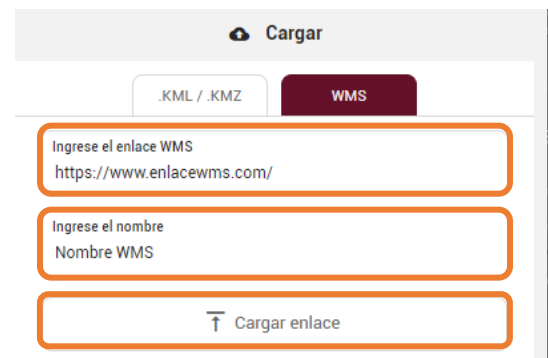 Cargar
.KML / .KMZ
WMS
Ingrese el enlace WMS
https://www.enlacewms.com/
Ingrese el nombre
Nombre WMS
Cargar enlace